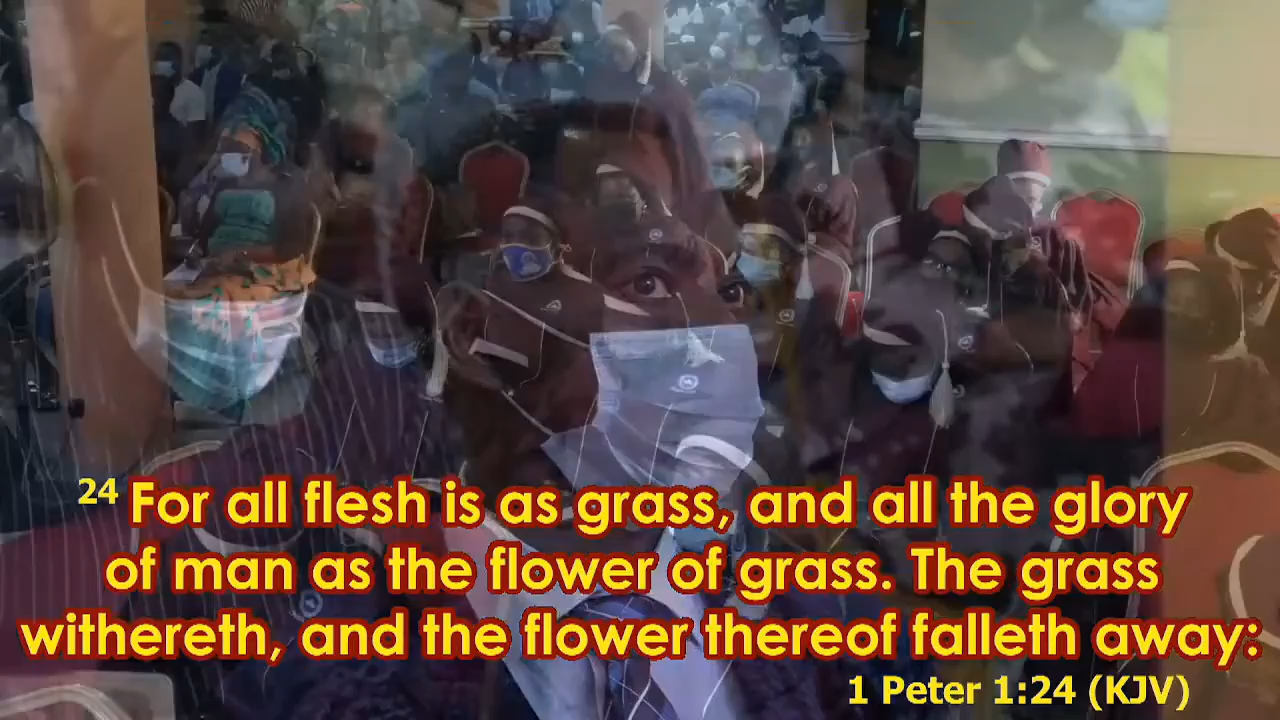 24 For all flesh is as grass, and all the glory
of man as the flower of grass. The grass
withereth, and the flower thereof falleth away:
1 Peter 1:24 (KJV)